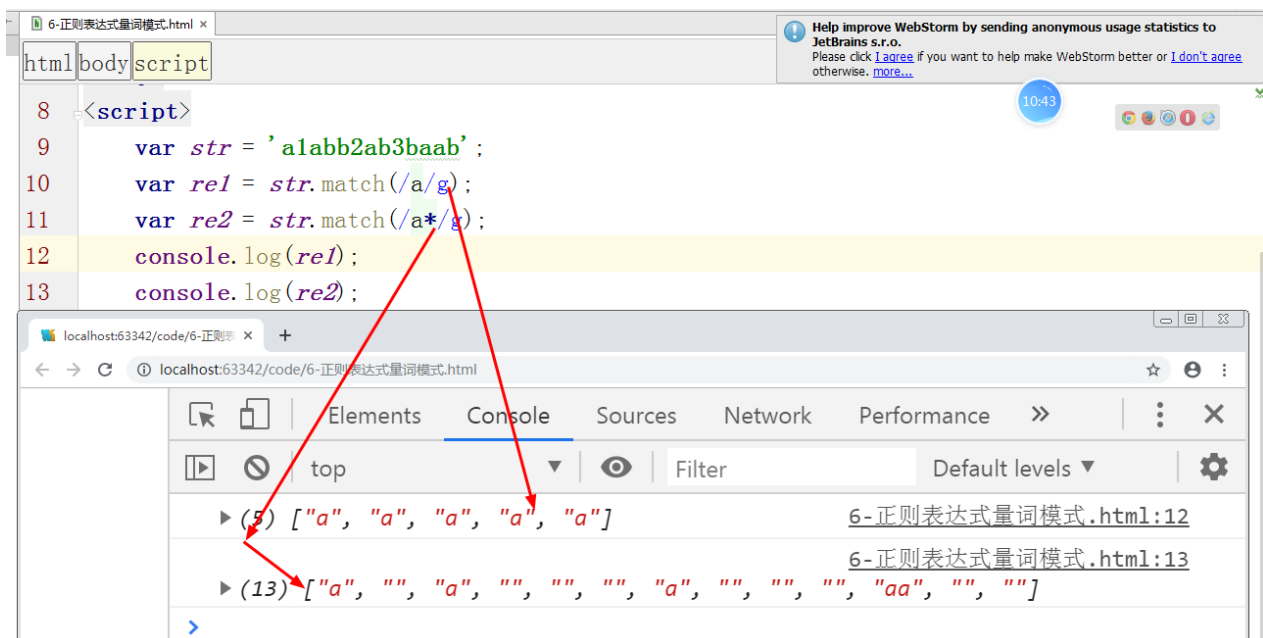 6-正则表达式量词模式.html ×
Help improve WebStorm by sending anonymous usage statistics to
JetBrains s.r.o.
Please click I agree if you want to help make WebStorm better or I don't agree
otherwise. more...
html body script
10:43
8 <script>
9 var str = 'a1abb2ab3baab';
10 var re1 = str.match(/a/g);
11 var re2 = str.match(/a*/g);
12 console.log(re1);
13 console.log(re2);
localhost:63342/code/6-正则表 × +
localhost:63342/code/6-正则表达式量词模式.html
Elements Console Sources Network Performance »
top Filter Default levels ▼
(5) ["a", "a", "a", "a", "a"] 6-正则表达式量词模式.html:12
6-正则表达式量词模式.html:13
(13) ["a", "", "a", "", "", "", "a", "", "", "", "aa", "", ""]